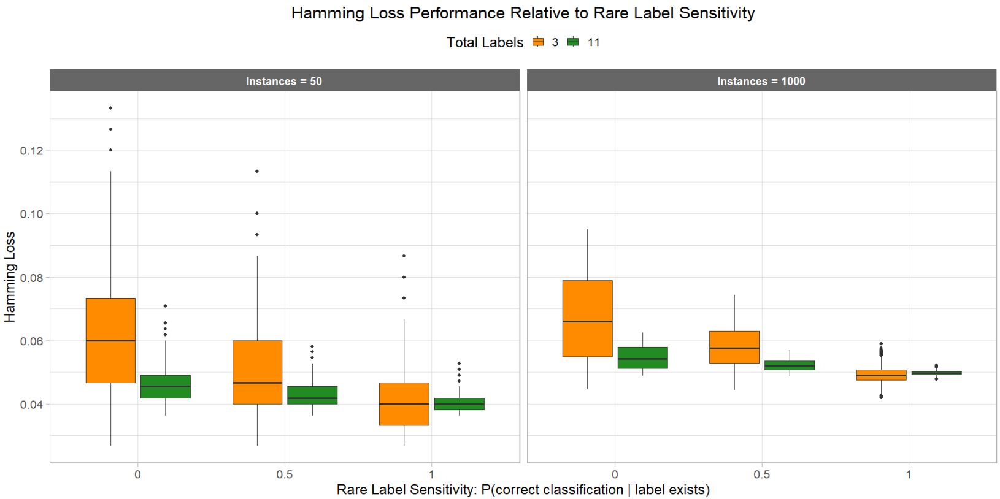 Hamming Loss Performance Relative to Rare Label Sensitivity
Total Labels 3 11
Instances = 50
Instances = 1000
Hamming Loss
0.12
0.10
0.08
0.06
0.04
0 0.5 1
0 0.5 1
Rare Label Sensitivity: P(correct classification | label exists)